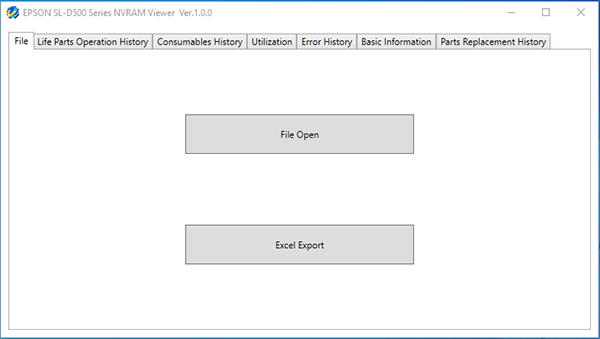 EPSON SL-D500 Series NVRAM Viewer Ver.1.0.0
File Life Parts Operation History Consumables History Utilization Error History Basic Information Parts Replacement History
File Open
Excel Export